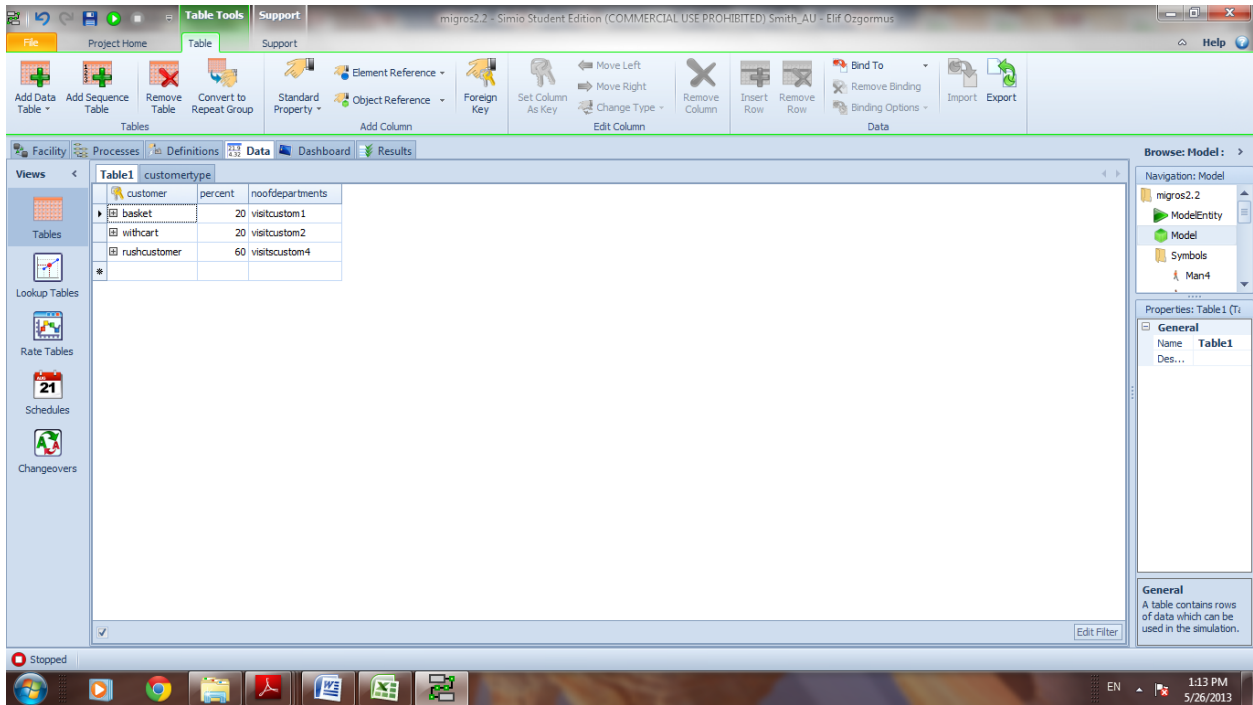 Table Tools Support
migros2.2 - Simio Student Edition (COMMERCIAL USE PROHIBITED) Smith_AU - Elif Ozgormus
File Project Home Table Support Help
Add Data Table
Add Sequence Table
Remove Table
Convert to Repeat Group
Tables
Standard Property
Element Reference
Object Reference
Foreign Key
Add Column
Set Column As Key
Move Left
Move Right
Change Type
Remove Column
Edit Column
Insert Row
Remove Row
Bind To
Remove Binding
Binding Options
Import Export
Data
Facility Processes Definitions Data Dashboard Results
Views
Tables
Lookup Tables
Rate Tables
21
Schedules
Changeovers
Table1 customertype
customer percent noofdepartments
basket 20 visitcustom1
withcart 20 visitcustom2
rushcustomer 60 visitscustom4
Edit Filter
Browse: Model :
Navigation: Model
migros2.2
ModelEntity
Model
Symbols
Man4
Properties: Table1 (Ta
General
Name Table1
Des...
General
A table contains rows
of data which can be
used in the simulation.
Stopped
EN
1:13 PM
5/26/2013